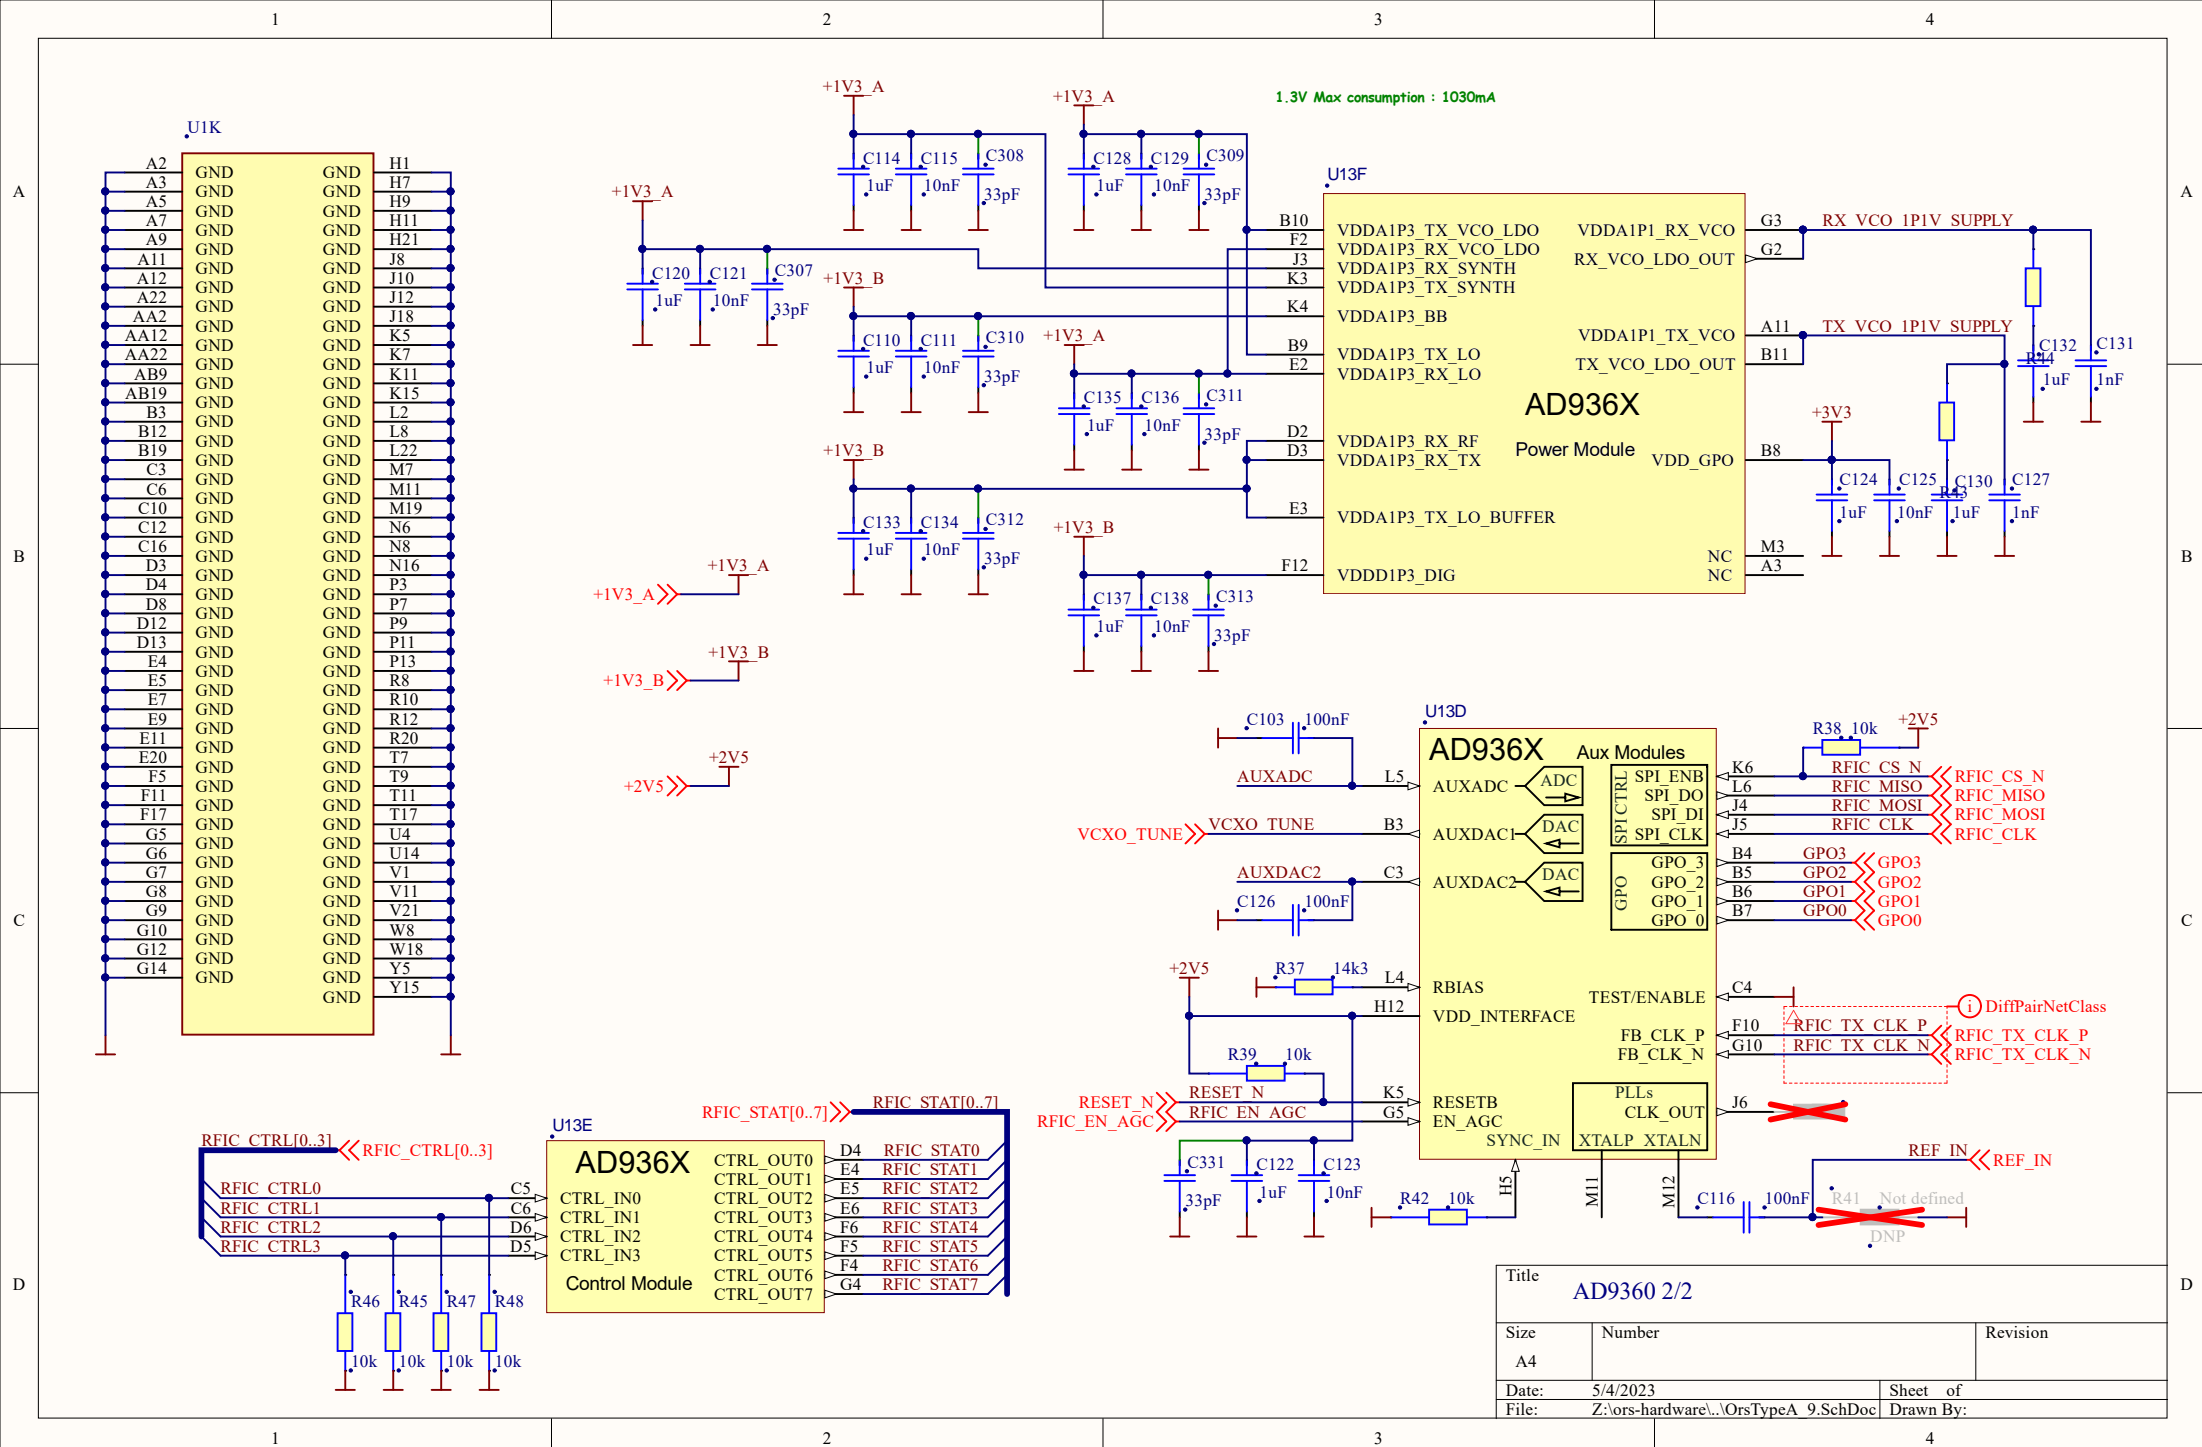 1 2 3 4
A
B
C
D
A
B
C
D
1 2 3 4
U1K
A2 GND GND H1
A3 GND GND H7
A5 GND GND H9
A7 GND GND H11
A9 GND GND H21
A11 GND GND J8
A12 GND GND J10
A22 GND GND J12
AA2 GND GND J18
AA12 GND GND K5
AA22 GND GND K7
AB9 GND GND K11
AB19 GND GND K15
B3 GND GND L2
B12 GND GND L8
B19 GND GND L22
C3 GND GND M7
C6 GND GND M11
C10 GND GND M19
C12 GND GND N6
C16 GND GND N8
D3 GND GND N16
D4 GND GND P3
D8 GND GND P7
D12 GND GND P9
D13 GND GND P11
E4 GND GND P13
E5 GND GND R8
E7 GND GND R10
E9 GND GND R12
E11 GND GND R20
E20 GND GND T7
F5 GND GND T9
F11 GND GND T11
F17 GND GND T17
G5 GND GND U4
G6 GND GND U14
G7 GND GND V1
G8 GND GND V11
G9 GND GND V21
G10 GND GND W8
G12 GND GND W18
G14 GND GND Y5
GND Y15
+1V3_A
C114 C115 C308
1uF 10nF 33pF
+1V3_A
C128 C129 C309
1uF 10nF 33pF
+1V3_A
C120 C121 C307
1uF 10nF 33pF
+1V3_B
C110 C111 C310
1uF 10nF 33pF
+1V3_A
C135 C136 C311
1uF 10nF 33pF
+1V3_B
C133 C134 C312
1uF 10nF 33pF
+1V3_B
C137 C138 C313
1uF 10nF 33pF
+1V3_A +1V3_A
+1V3_B +1V3_B
+2V5 +2V5
1.3V Max consumption : 1030mA
U13F
B10 VDDA1P3_TX_VCO_LDO
F2 VDDA1P3_RX_VCO_LDO
J3 VDDA1P3_RX_SYNTH
K3 VDDA1P3_TX_SYNTH
K4 VDDA1P3_BB
B9 VDDA1P3_TX_LO
E2 VDDA1P3_RX_LO
D2 VDDA1P3_RX_RF
D3 VDDA1P3_RX_TX
E3 VDDA1P3_TX_LO_BUFFER
F12 VDDD1P3_DIG
AD936X
Power Module
VDDA1P1_RX_VCO G3 RX_VCO_1P1V_SUPPLY
RX_VCO_LDO_OUT G2
VDDA1P1_TX_VCO A11 TX_VCO_1P1V_SUPPLY
TX_VCO_LDO_OUT B11
VDD_GPO B8
NC M3
NC A3
R44
C132 C131
1uF 1nF
+3V3
C124 C125
1uF 10nF
R43
C130 C127
1uF 1nF
U13D
AD936X Aux Modules
C103 100nF
AUXADC L5 AUXADC ADC
VCXO_TUNE VCXO_TUNE B3 AUXDAC1 DAC
AUXDAC2 C3 AUXDAC2 DAC
C126 100nF
SPI CTRL
R38 10k +2V5
SPI_ENB K6 RFIC_CS_N RFIC_CS_N
SPI_DO L6 RFIC_MISO RFIC_MISO
SPI_DI J4 RFIC_MOSI RFIC_MOSI
SPI_CLK J5 RFIC_CLK RFIC_CLK
GPO
GPO_3 B4 GPO3 GPO3
GPO_2 B5 GPO2 GPO2
GPO_1 B6 GPO1 GPO1
GPO_0 B7 GPO0 GPO0
+2V5
R37 14k3 L4 RBIAS
H12 VDD_INTERFACE
R39 10k
RESET_N RESET_N K5 RESETB
RFIC_EN_AGC RFIC_EN_AGC G5 EN_AGC
C331 C122 C123
33pF 1uF 10nF
TEST/ENABLE C4
i DiffPairNetClass
FB_CLK_P F10 RFIC_TX_CLK_P RFIC_TX_CLK_P
FB_CLK_N G10 RFIC_TX_CLK_N RFIC_TX_CLK_N
PLLs
CLK_OUT J6
SYNC_IN XTALP XTALN
H5 M11 M12
R42 10k
C116 100nF
REF_IN REF_IN
R41 Not defined
DNP
RFIC_STAT[0..7] RFIC_STAT[0..7]
RFIC_CTRL[0..3] RFIC_CTRL[0..3]
U13E
AD936X
Control Module
RFIC_CTRL0 C5 CTRL_IN0
RFIC_CTRL1 C6 CTRL_IN1
RFIC_CTRL2 D6 CTRL_IN2
RFIC_CTRL3 D5 CTRL_IN3
CTRL_OUT0 D4 RFIC_STAT0
CTRL_OUT1 E4 RFIC_STAT1
CTRL_OUT2 E5 RFIC_STAT2
CTRL_OUT3 E6 RFIC_STAT3
CTRL_OUT4 F6 RFIC_STAT4
CTRL_OUT5 F5 RFIC_STAT5
CTRL_OUT6 F4 RFIC_STAT6
CTRL_OUT7 G4 RFIC_STAT7
R46 R45 R47 R48
10k 10k 10k 10k
Title
AD9360 2/2
Size Number Revision
A4
Date: 5/4/2023 Sheet of
File: Z:\ors-hardware\..\OrsTypeA_9.SchDoc Drawn By: